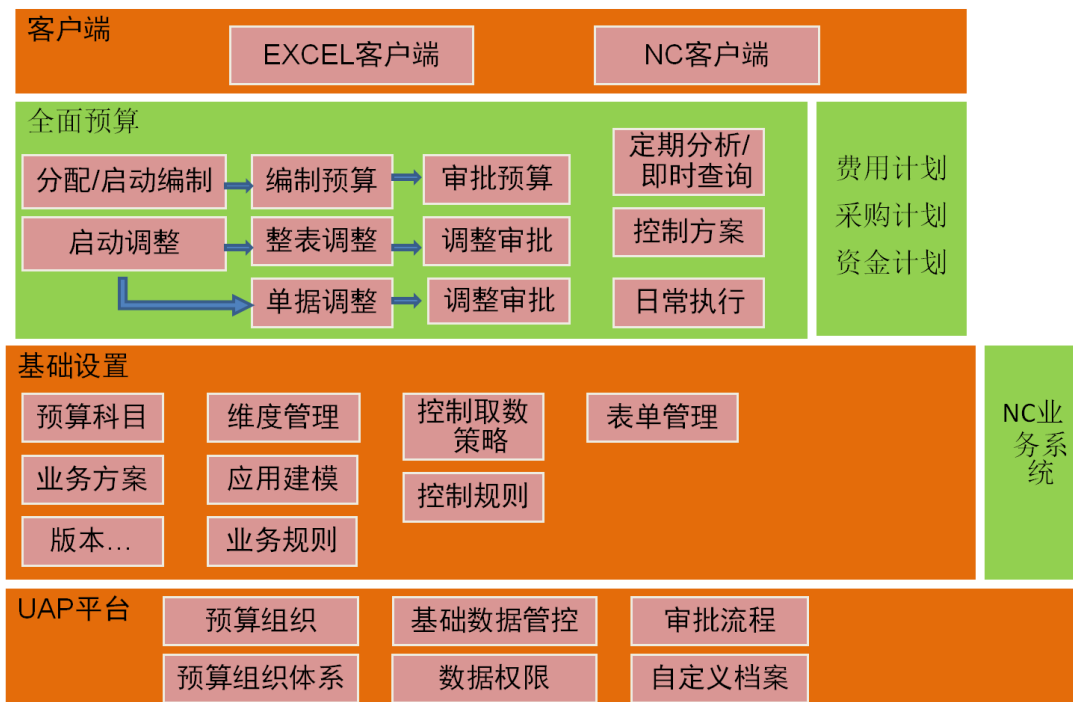 客户端
EXCEL客户端
NC客户端
全面预算
分配/启动编制
编制预算
审批预算
定期分析/
即时查询
启动调整
整表调整
调整审批
控制方案
单据调整
调整审批
日常执行
费用计划
采购计划
资金计划
基础设置
预算科目
维度管理
控制取数
策略
表单管理
业务方案
应用建模
控制规则
版本...
业务规则
NC业
务系
统
UAP平台
预算组织
基础数据管控
审批流程
预算组织体系
数据权限
自定义档案